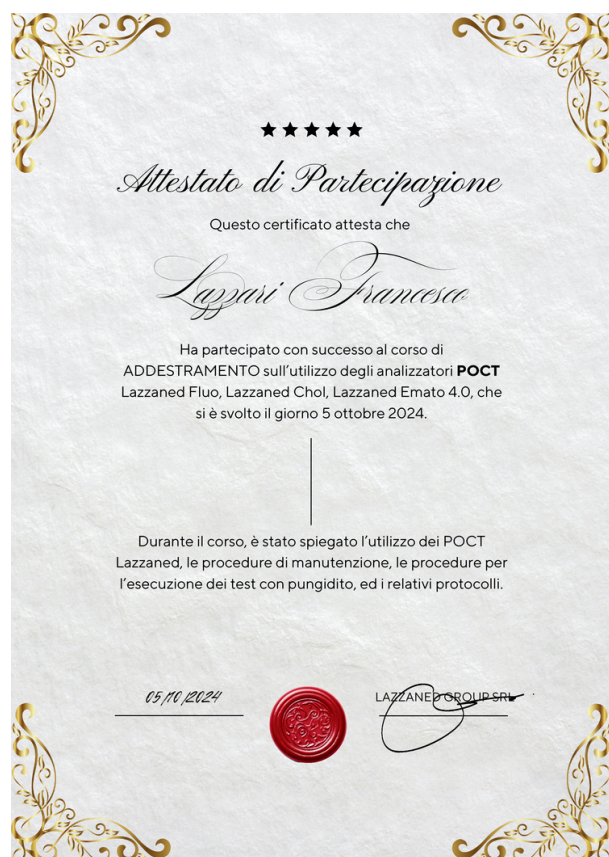 Attestato di Partecipazione
Questo certificato attesta che
Lazzari Francesco
Ha partecipato con successo al corso di
ADDESTRAMENTO sull'utilizzo degli analizzatori POCT
Lazzaned Fluo, Lazzaned Chol, Lazzaned Emato 4.0, che
si è svolto il giorno 5 ottobre 2024.
Durante il corso, è stato spiegato l'utilizzo dei POCT
Lazzaned, le procedure di manutenzione, le procedure per
l'esecuzione dei test con pungidito, ed i relativi protocolli.
05/10/2024
LAZZANED GROUP SRL